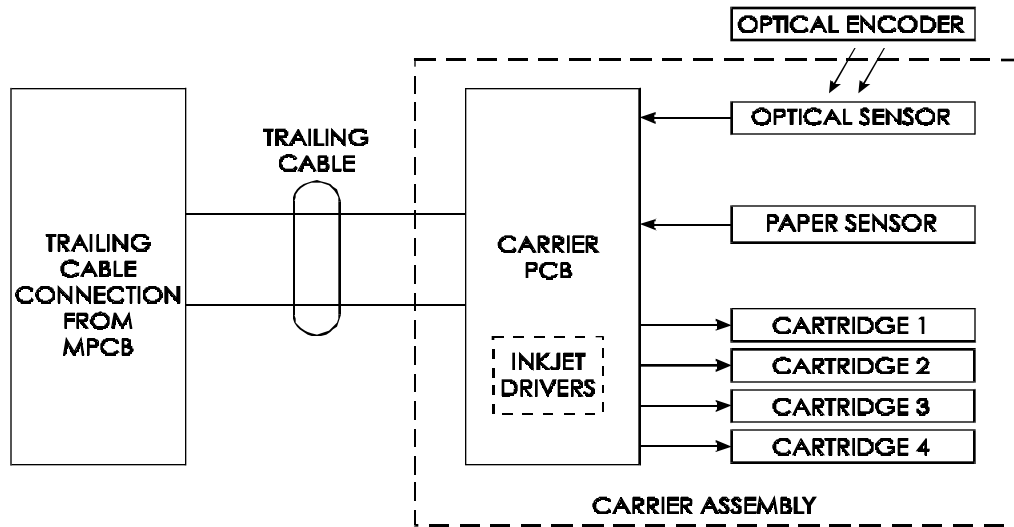 OPTICAL ENCODER
OPTICAL SENSOR
TRAILING
CABLE
PAPER SENSOR
TRAILING
CABLE
CONNECTION
FROM
MPCB
CARRIER
PCB
INKJET
DRIVERS
CARTRIDGE 1
CARTRIDGE 2
CARTRIDGE 3
CARTRIDGE 4
CARRIER ASSEMBLY